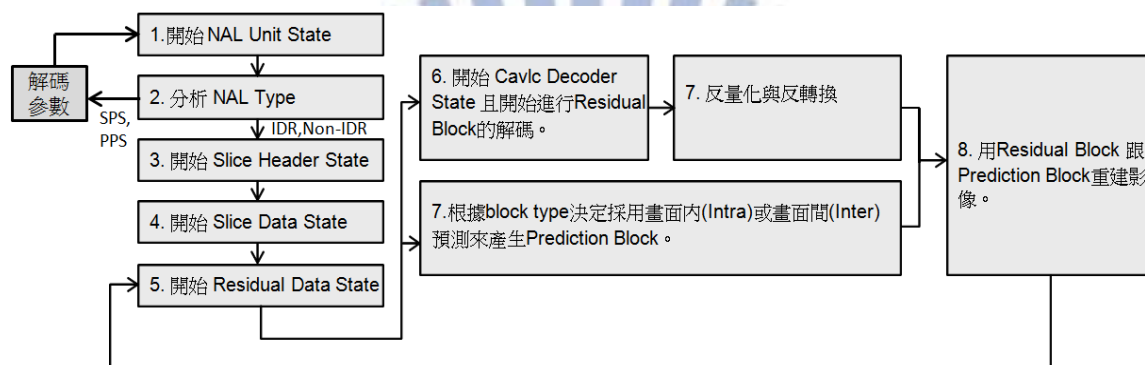 1.開始 NAL Unit State
解碼
參數
2. 分析 NAL Type
SPS,
PPS
IDR,Non-IDR
3. 開始 Slice Header State
4. 開始 Slice Data State
5. 開始 Residual Data State
6. 開始 Cavlc Decoder
State 且開始進行Residual
Block的解碼。
7. 反量化與反轉換
7.根據block type決定採用畫面內(Intra)或畫面間(Inter)
預測來產生Prediction Block。
8. 用Residual Block 跟
Prediction Block重建影
像。